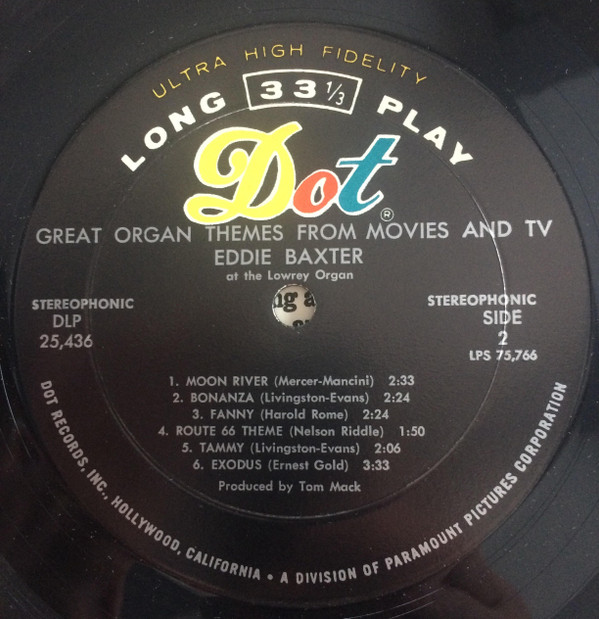 ULTRA HIGH FIDELITY
LONG 33 1/3 PLAY
Dot®
GREAT ORGAN THEMES FROM MOVIES AND TV
EDDIE BAXTER
at the Lowrey Organ
STEREOPHONIC
DLP
25,436
STEREOPHONIC
SIDE
2
LPS 75,766
1. MOON RIVER (Mercer-Mancini) 2:33
2. BONANZA (Livingston-Evans) 2:24
3. FANNY (Harold Rome) 2:24
4. ROUTE 66 THEME (Nelson Riddle) 1:50
5. TAMMY (Livingston-Evans) 2:06
6. EXODUS (Ernest Gold) 3:33
Produced by Tom Mack
DOT RECORDS, INC., HOLLYWOOD, CALIFORNIA • A DIVISION OF PARAMOUNT PICTURES CORPORATION